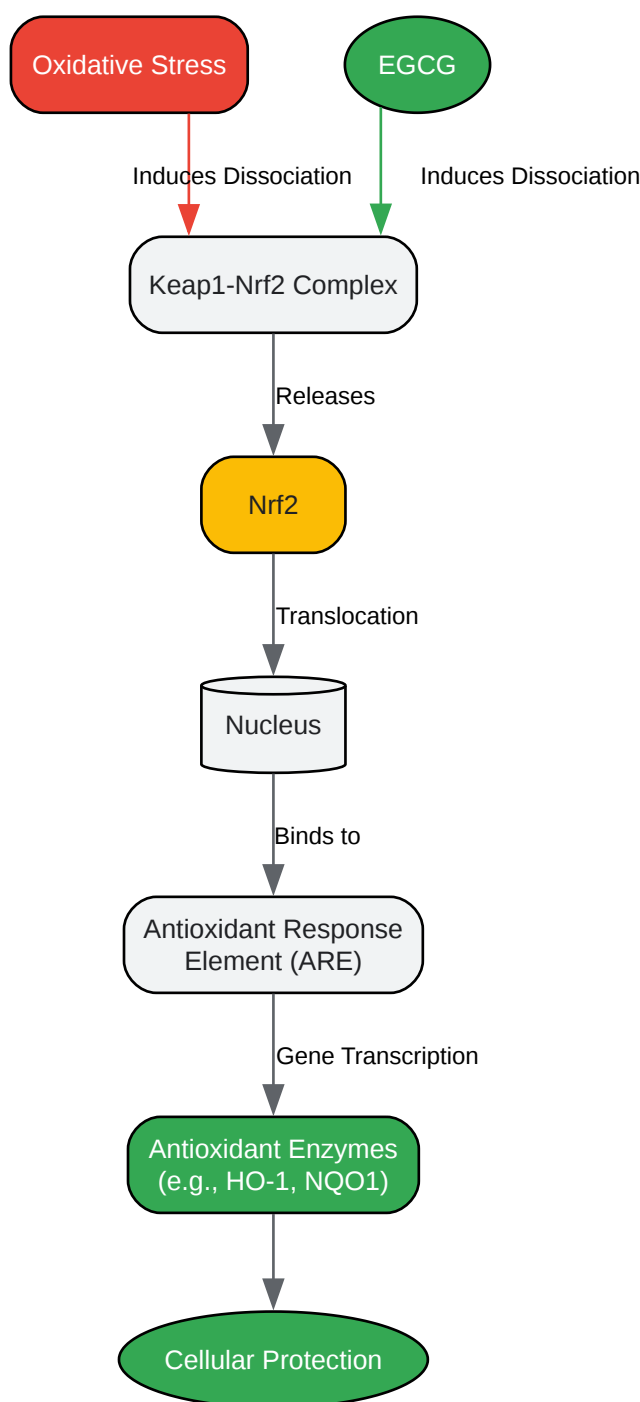 Oxidative Stress
EGCG
Induces Dissociation
Induces Dissociation
Keap1-Nrf2 Complex
Releases
Nrf2
Translocation
Nucleus
Binds to
Antioxidant Response
Element (ARE)
Gene Transcription
Antioxidant Enzymes
(e.g., HO-1, NQO1)
Cellular Protection